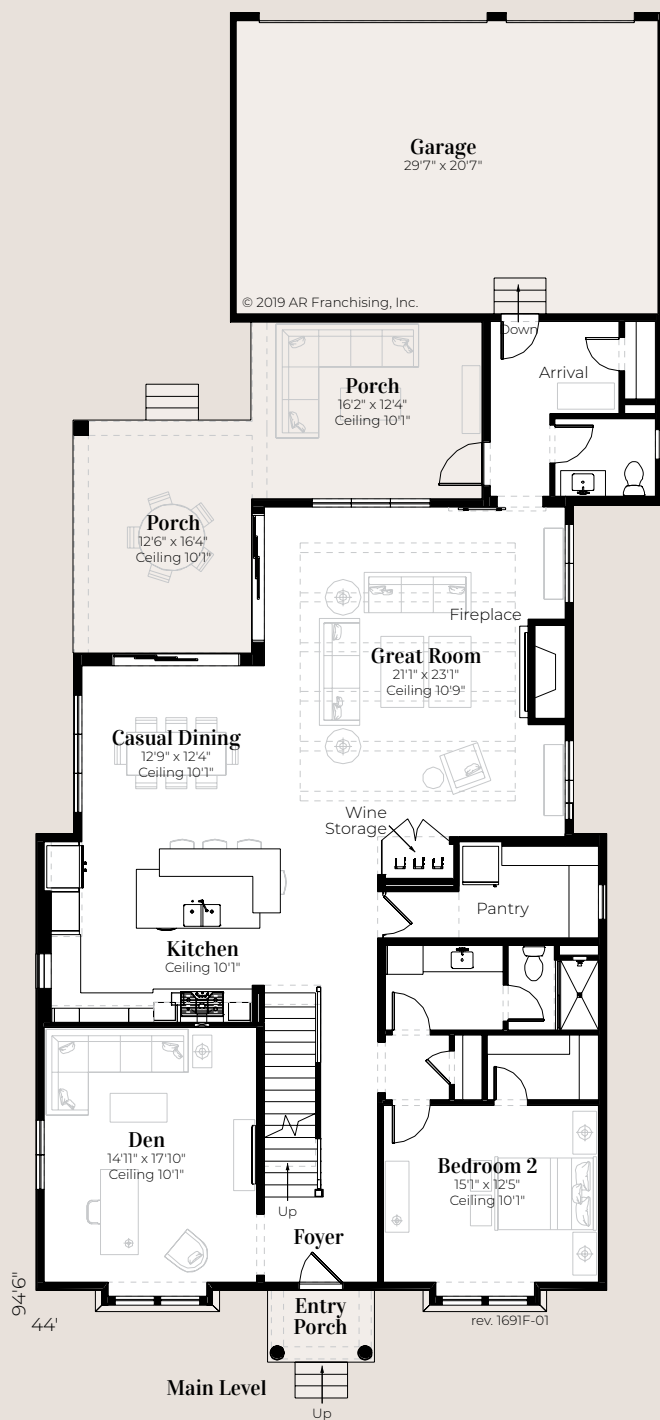 Garage
29'7" x 20'7"
© 2019 AR Franchising, Inc.
Down
Arrival
Porch
16'2" x 12'4"
Ceiling 10'1"
Porch
12'6" x 16'4"
Ceiling 10'1"
Fireplace
Great Room
21'1" x 23'1"
Ceiling 10'9"
Casual Dining
12'9" x 12'4"
Ceiling 10'1"
Wine
Storage
Pantry
Kitchen
Ceiling 10'1"
Den
14'11" x 17'10"
Ceiling 10'1"
Bedroom 2
15'1" x 12'5"
Ceiling 10'1"
Up
Foyer
94'6"
44'
Entry
Porch
rev. 1691F-01
Main Level
Up